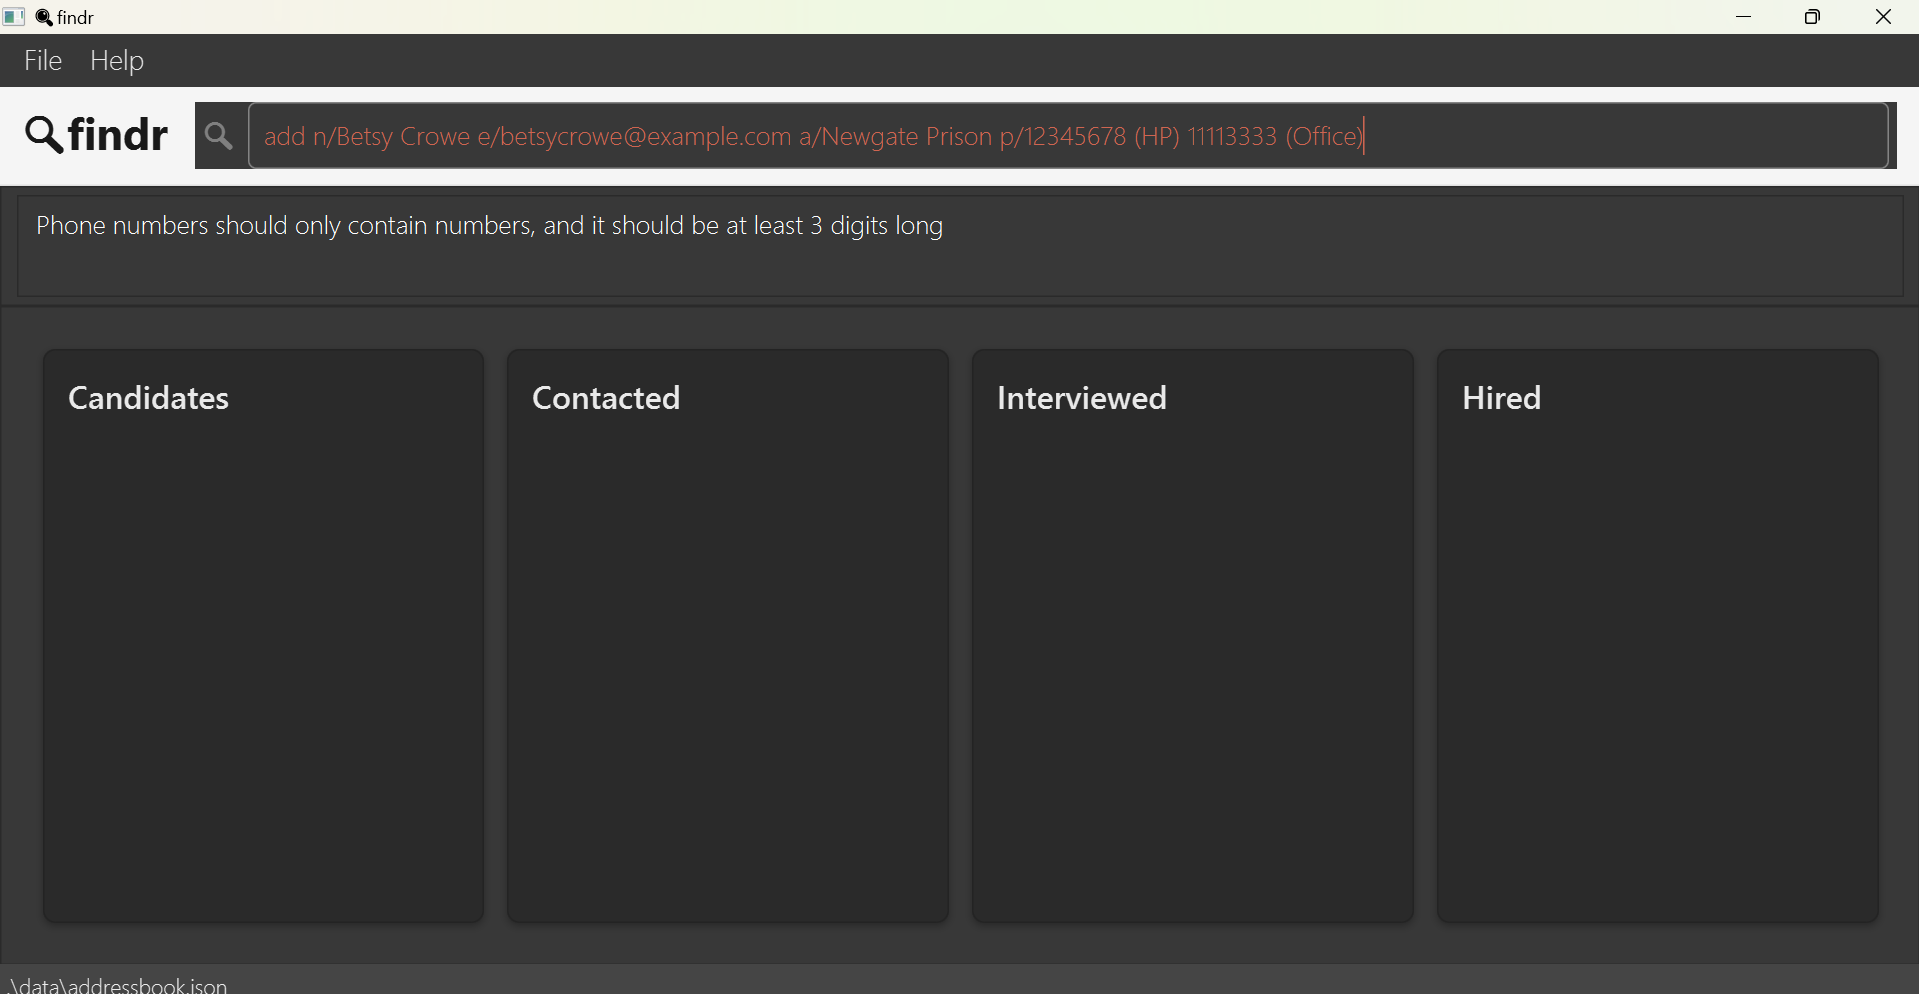 findr
File Help
findr
add n/Betsy Crowe e/betsycrowe@example.com a/Newgate Prison p/12345678 (HP) 11113333 (Office)
Phone numbers should only contain numbers, and it should be at least 3 digits long
Candidates Contacted Interviewed Hired
.\data\addressbook.json